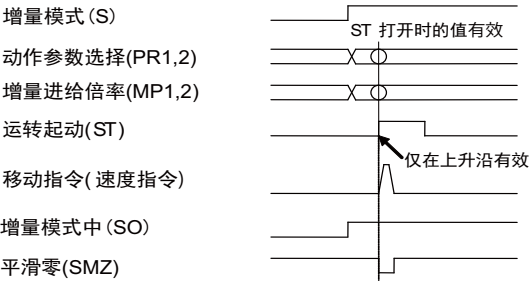 增量模式(S)
ST 打开时的值有效
动作参数选择(PR1,2)
增量进给倍率(MP1,2)
运转起动(ST)
仅在上升沿有效
移动指令( 速度指令)
增量模式中(SO)
平滑零(SMZ)